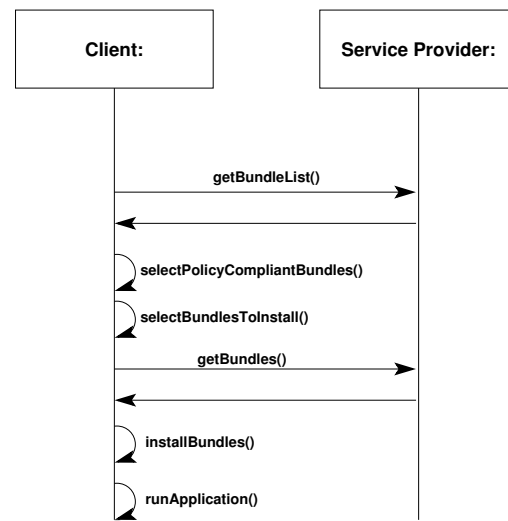 Client:
Service Provider:
getBundleList()
selectPolicyCompliantBundles()
selectBundlesToInstall()
getBundles()
installBundles()
runApplication()